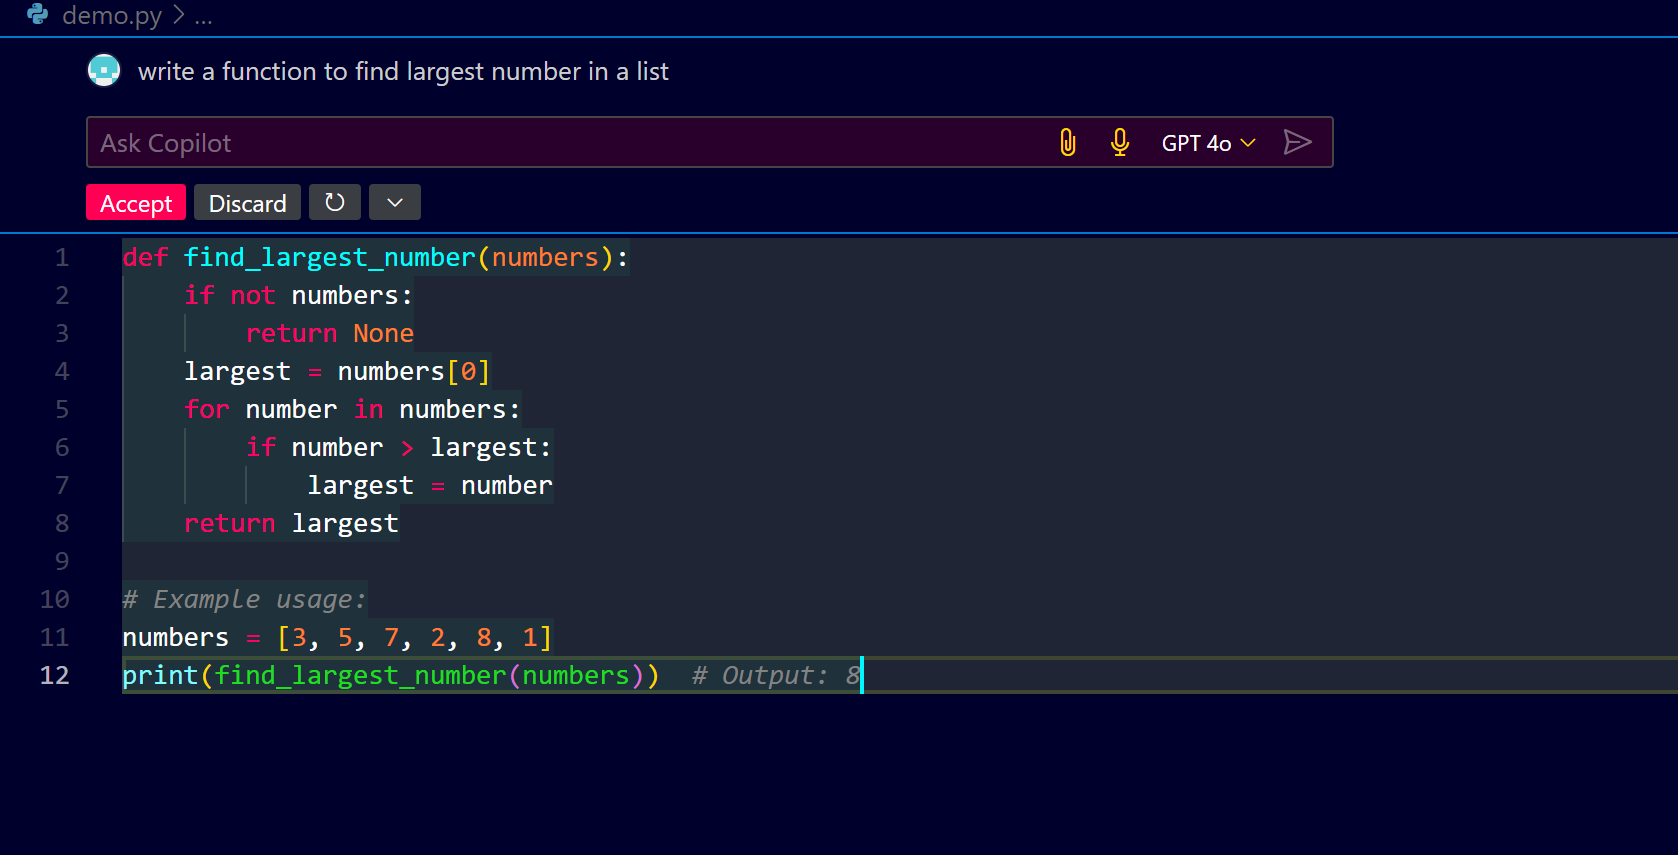 demo.py > ...
write a function to find largest number in a list
Ask Copilot GPT 4o
Accept Discard
1 def find_largest_number(numbers):
2     if not numbers:
3         return None
4     largest = numbers[0]
5     for number in numbers:
6         if number > largest:
7             largest = number
8     return largest
9
10 # Example usage:
11 numbers = [3, 5, 7, 2, 8, 1]
12 print(find_largest_number(numbers))  # Output: 8